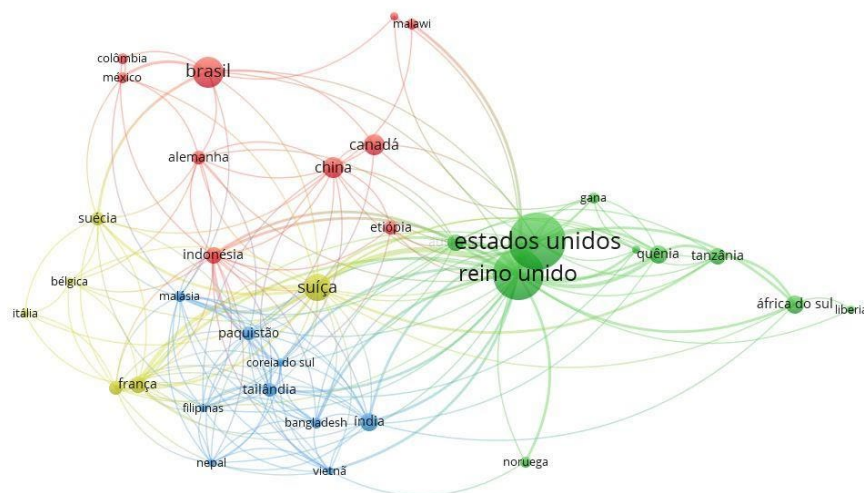 malawi
colômbia
brasil
méxico
canadá
alemanha
china
gana
suécia
etiópia
estados unidos
indonésia
quênia
tanzânia
reino unido
bélgica
suíça
malásia
áfrica do sul
liberia
itália
paquistão
coreia do sul
frança
tailândia
filipinas
bangladesh
índia
nepal
vietnã
noruega